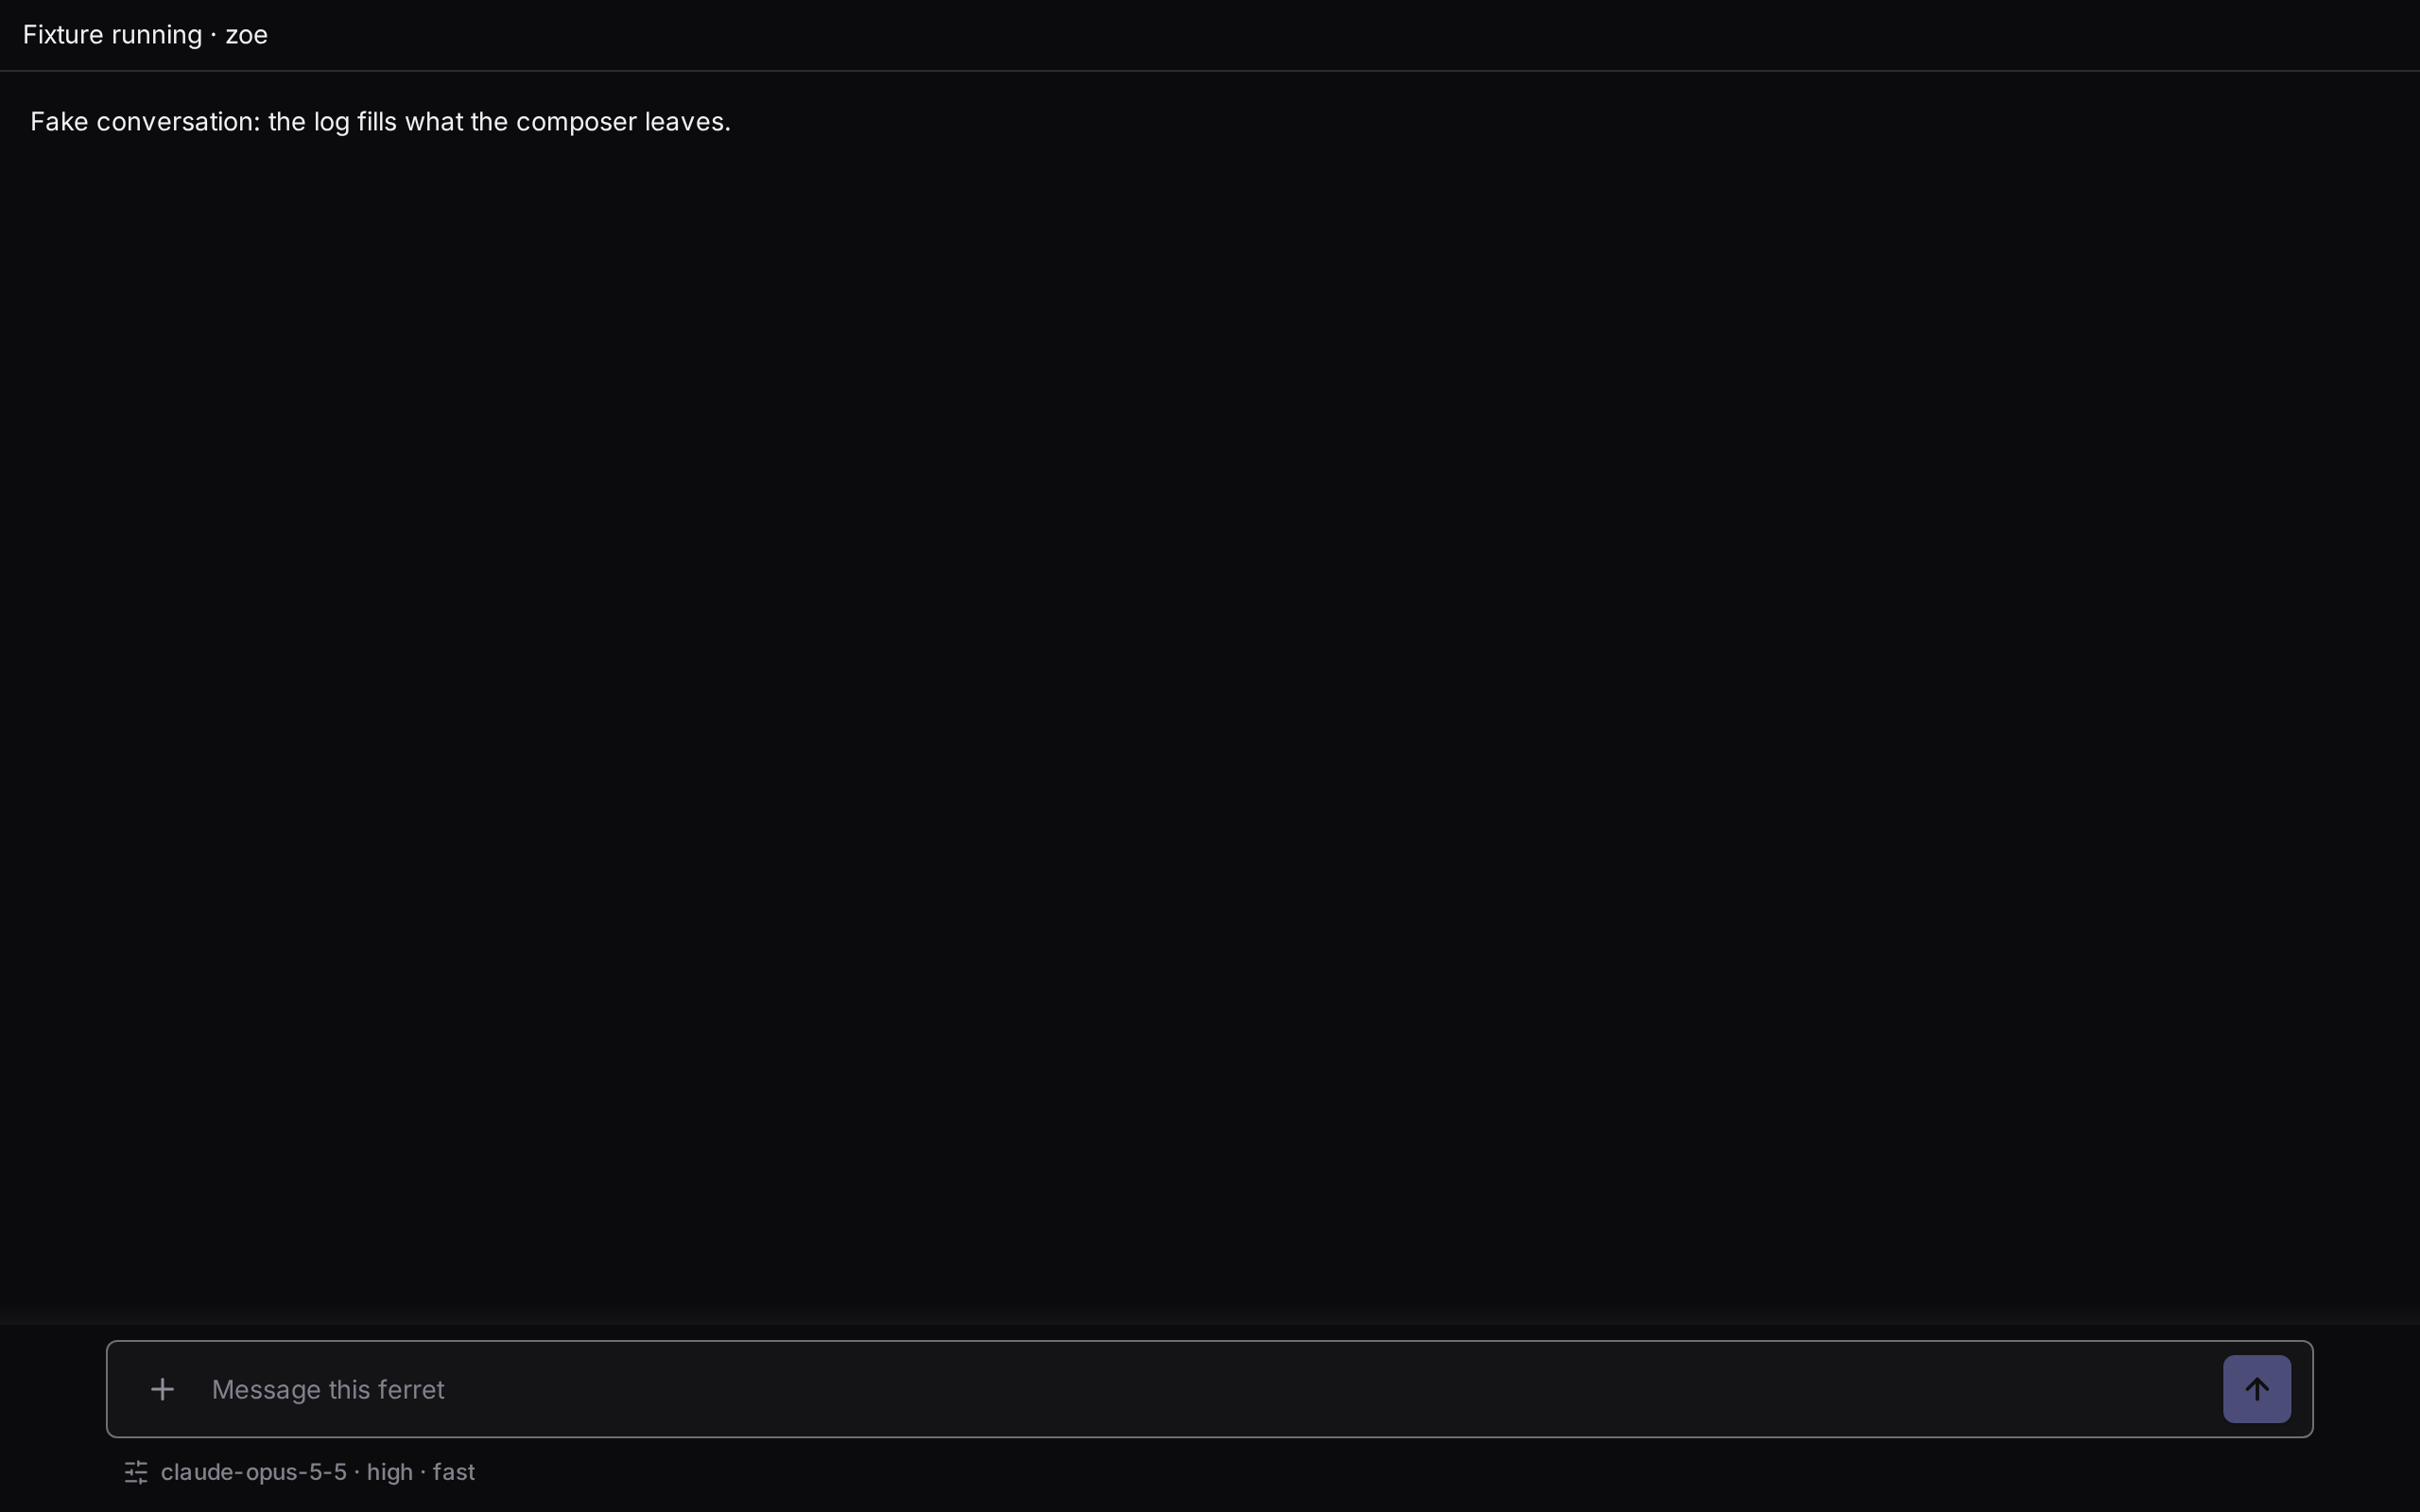 Fixture running · zoe
Fake conversation: the log fills what the composer leaves.
Message this ferret
claude-opus-5-5 · high · fast